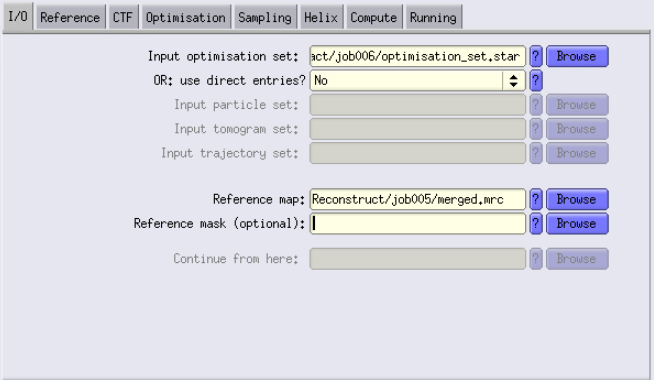 I/O Reference CTF Optimisation Sampling Helix Compute Running
Input optimisation set: act/job006/optimisation_set.star ? Browse
OR: use direct entries? No ?
Input particle set: ? Browse
Input tomogram set: ? Browse
Input trajectory set: ? Browse
Reference map: Reconstruct/job005/merged.mrc ? Browse
Reference mask (optional): ? Browse
Continue from here: ? Browse